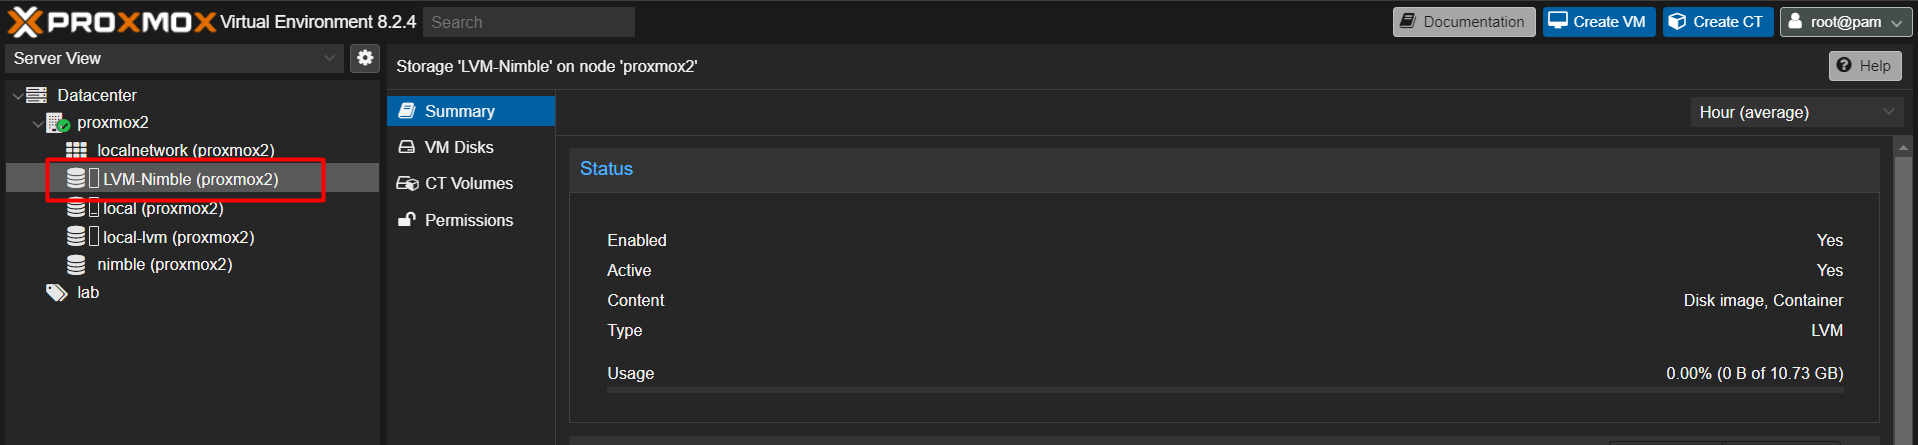 PROXMOX Virtual Environment 8.2.4 Search Documentation Create VM Create CT root@pam
Server View
Storage 'LVM-Nimble' on node 'proxmox2' Help
Datacenter
proxmox2
localnetwork (proxmox2)
LVM-Nimble (proxmox2)
local (proxmox2)
local-lvm (proxmox2)
nimble (proxmox2)
lab
Summary
VM Disks
CT Volumes
Permissions
Hour (average)
Status
Enabled Yes
Active Yes
Content Disk image, Container
Type LVM
Usage 0.00% (0 B of 10.73 GB)